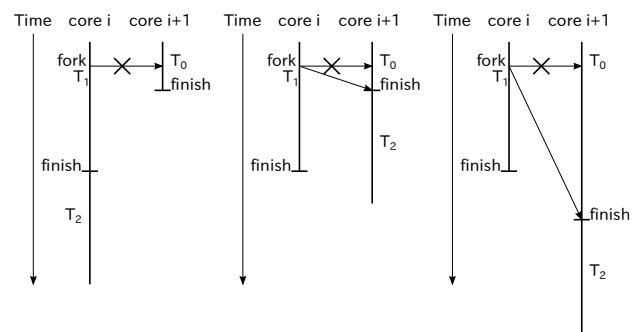 Time core i core i+1
fork T₀
T₁
finish
finish
T₂
Time core i core i+1
fork T₀
T₁
finish
T₂
finish
Time core i core i+1
fork T₀
T₁
finish
finish
T₂